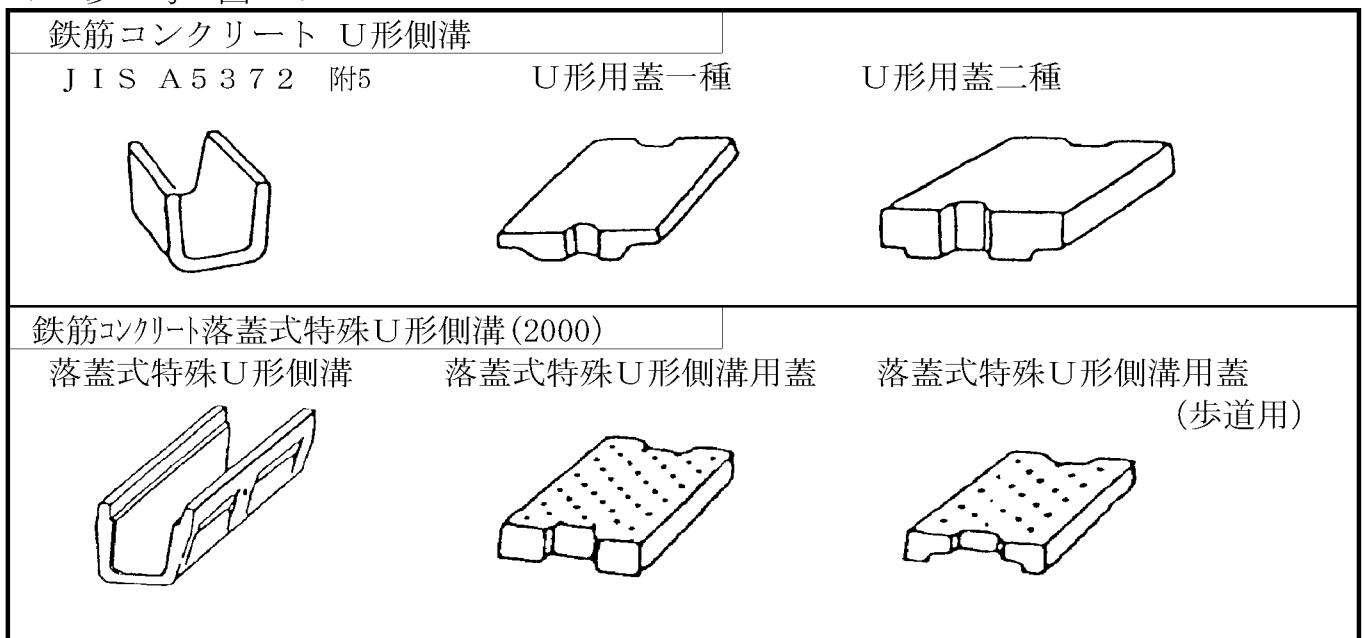 鉄筋コンクリート U形側溝
ＪＩＳ Ａ５３７２ 附5
U形用蓋一種
U形用蓋二種
鉄筋ｺﾝｸﾘｰﾄ落蓋式特殊U形側溝(2000)
落蓋式特殊U形側溝
落蓋式特殊U形側溝用蓋
落蓋式特殊U形側溝用蓋
(歩道用)